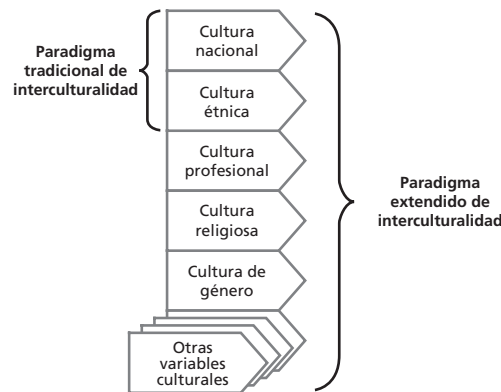 Paradigma
tradicional de
interculturalidad
Cultura
nacional
Cultura
étnica
Cultura
profesional
Cultura
religiosa
Cultura de
género
Otras
variables
culturales
Paradigma
extendido de
interculturalidad